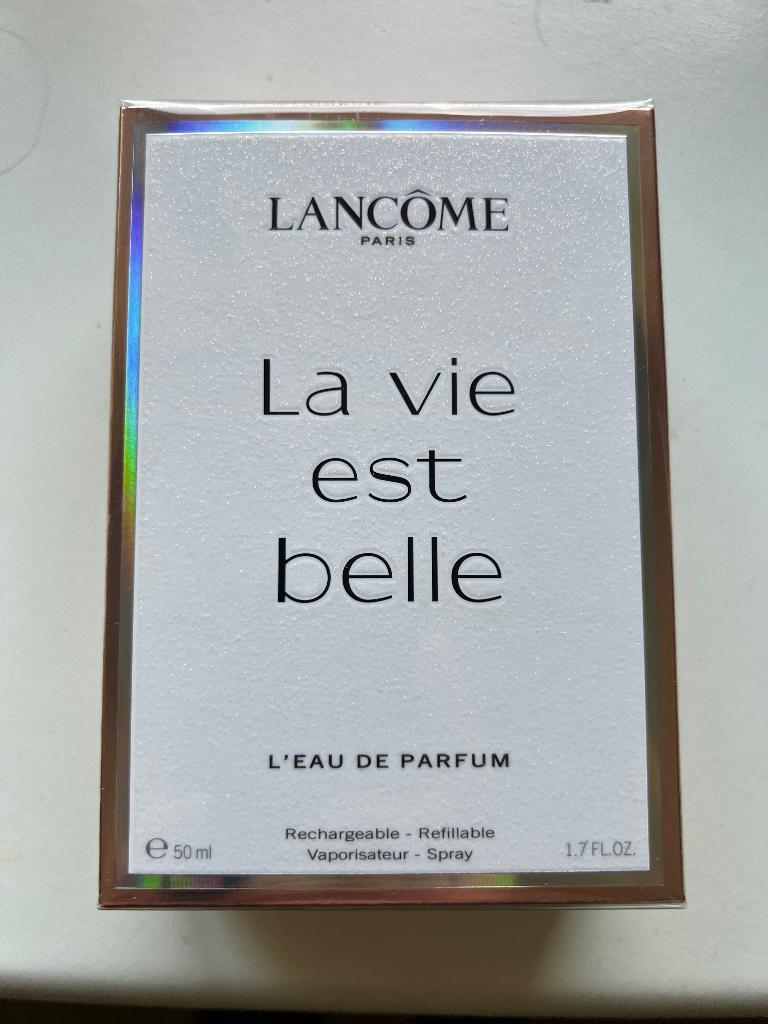 LANCÔME
PARIS
La vie
est
belle
L'EAU DE PARFUM
Rechargeable - Refillable
℮ 50 ml
Vaporisateur - Spray
1.7 FL.OZ.